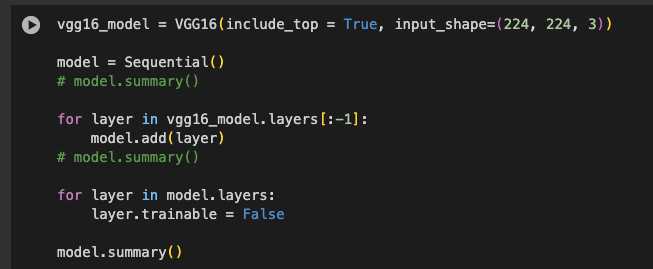 vgg16_model = VGG16(include_top = True, input_shape=(224, 224, 3))
model = Sequential()
# model.summary()
for layer in vgg16_model.layers[:-1]:
    model.add(layer)
# model.summary()
for layer in model.layers:
    layer.trainable = False
model.summary()